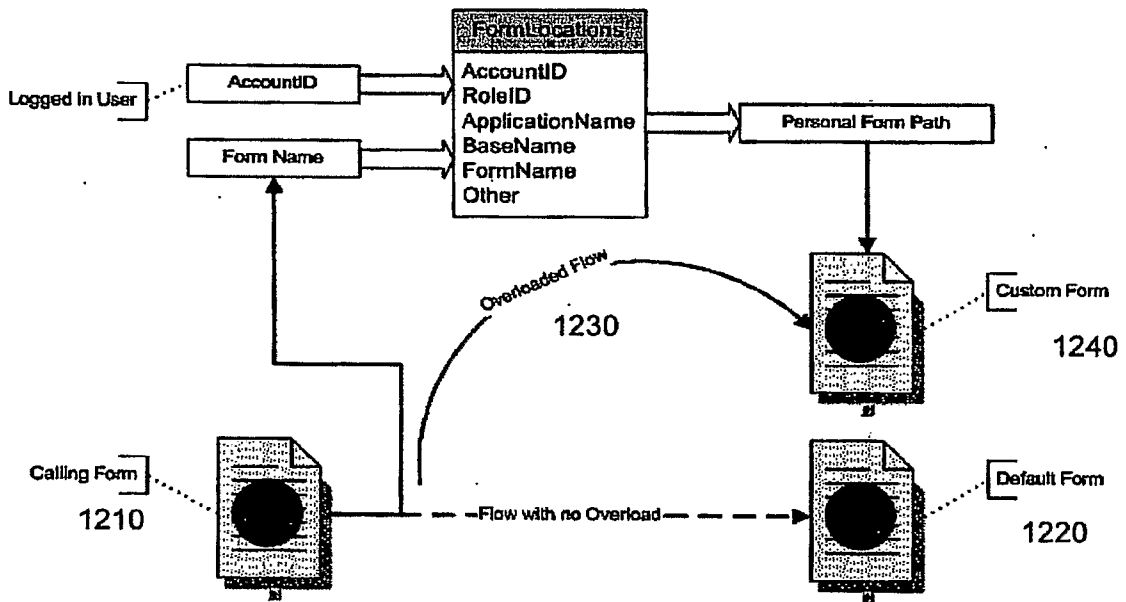 FormLocations
AccountID
RoleID
ApplicationName
BaseName
FormName
Other
Logged in User
AccountID
Form Name
Personal Form Path
Overloaded Flow
1230
Custom Form
1240
Calling Form
1210
Flow with no Overload
Default Form
1220